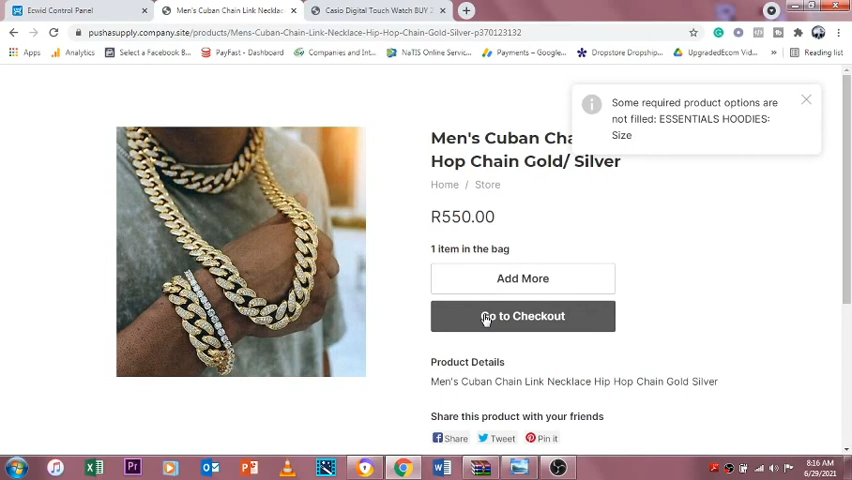 Ecwid Control Panel
Men's Cuban Chain Link Necklac
Casio Digital Touch Watch BUY 2
pushasupply.company.site/products/Mens-Cuban-Chain-Link-Necklace-Hip-Hop-Chain-Gold-Silver-p370123132
Apps
Analytics
Select a Facebook B...
PayFast - Dashboard
Companies and Int...
NaTIS Online Servic...
Payments – Google...
Dropstore Dropship...
UpgradedEcom Vid...
Reading list
Some required product options are
not filled: ESSENTIALS HOODIES:
Size
Men's Cuban Cha
Hop Chain Gold/ Silver
Home / Store
R550.00
1 item in the bag
Add More
o to Checkout
Product Details
Men's Cuban Chain Link Necklace Hip Hop Chain Gold Silver
Share this product with your friends
Share
Tweet
Pin it
8:16 AM
6/29/2021